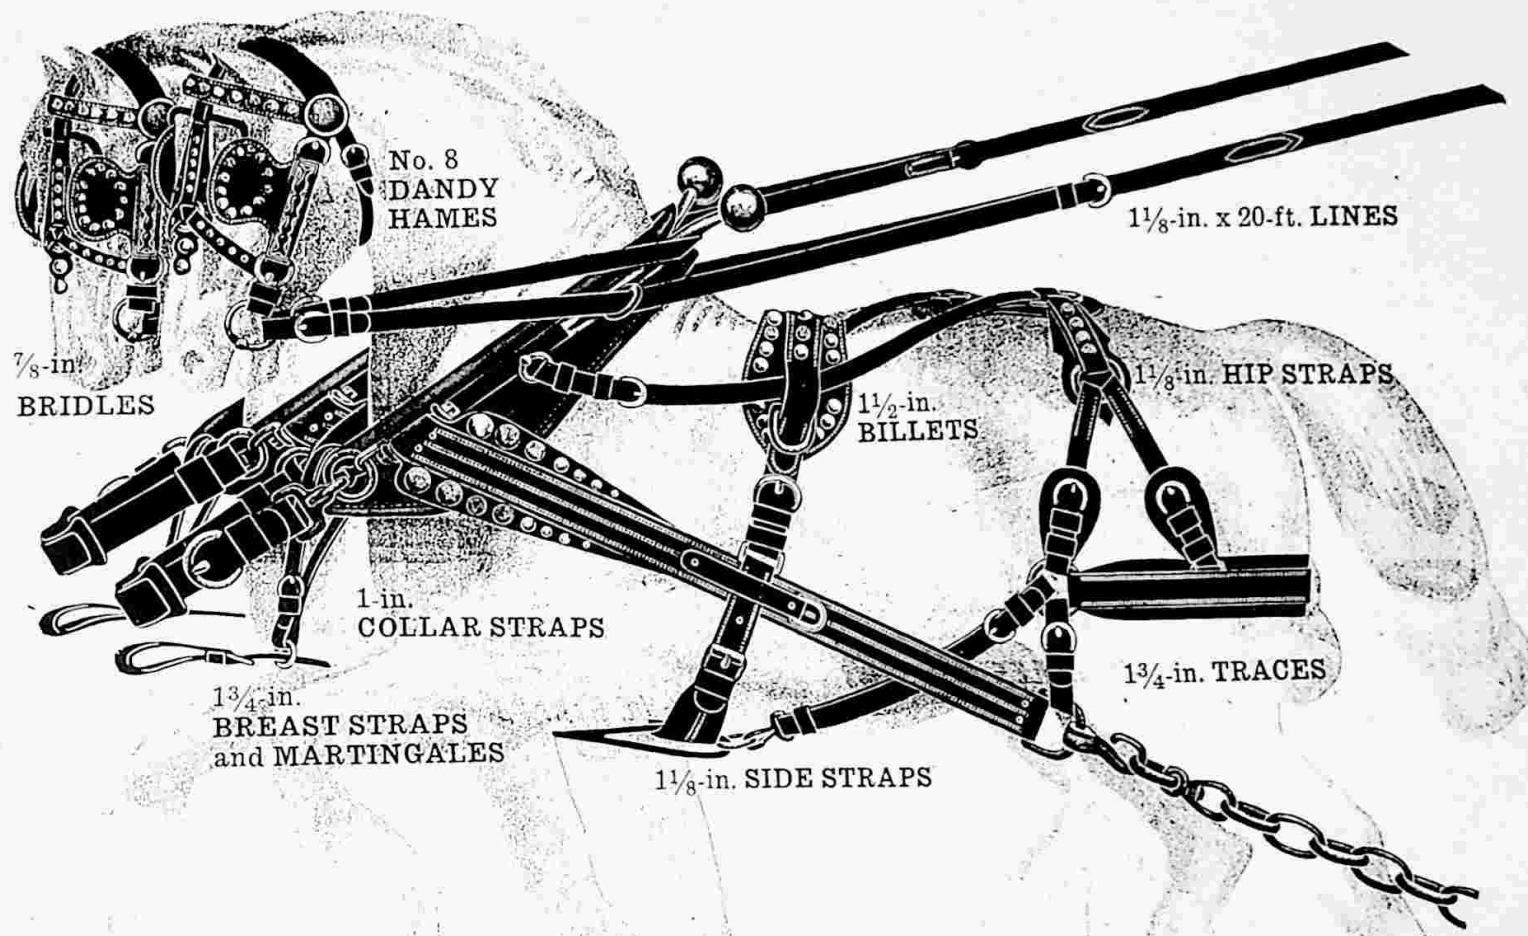 No. 8
DANDY
HAMES
1⅛-in. x 20-ft. LINES
⅞-in.
BRIDLES
1⅛-in. HIP STRAPS
1½-in.
BILLETS
1-in.
COLLAR STRAPS
1¾-in. TRACES
1¾-in.
BREAST STRAPS
and MARTINGALES
1⅛-in. SIDE STRAPS